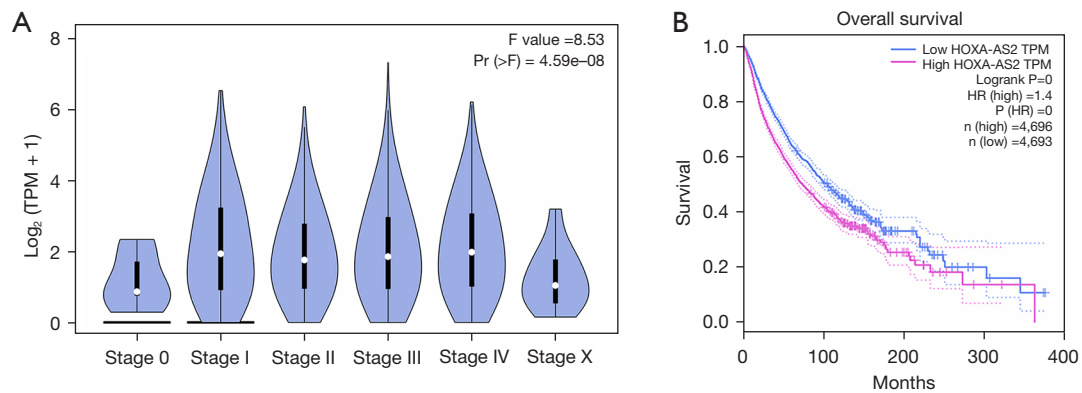 A
F value =8.53
Pr (>F) = 4.59e–08
Log2 (TPM + 1)
8
6
4
2
0
Stage 0
Stage I
Stage II
Stage III
Stage IV
Stage X
B
Overall survival
Low HOXA-AS2 TPM
High HOXA-AS2 TPM
Logrank P=0
HR (high) =1.4
P (HR) =0
n (high) =4,696
n (low) =4,693
Survival
1.0
0.8
0.6
0.4
0.2
0.0
0
100
200
300
400
Months